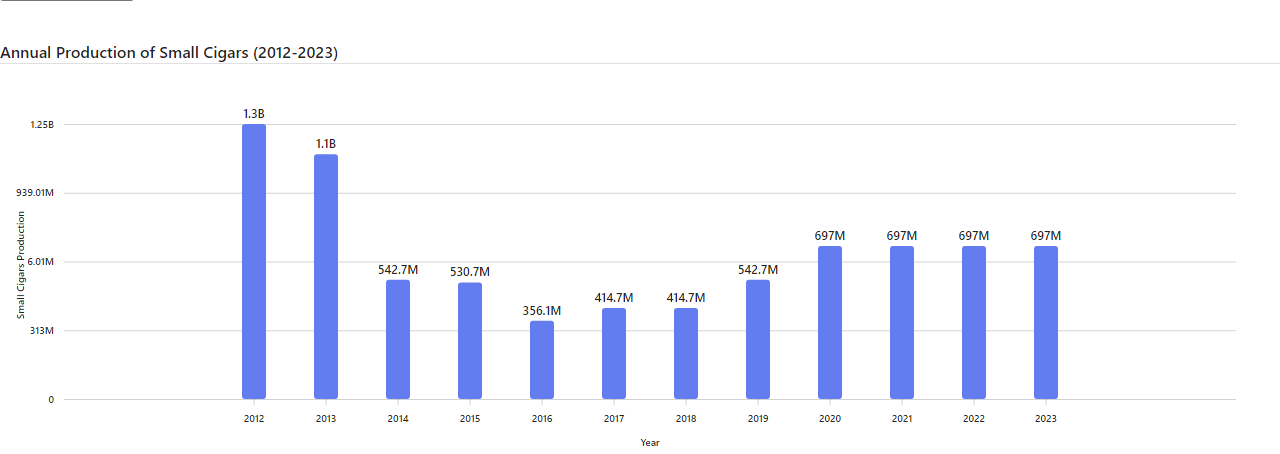 Annual Production of Small Cigars (2012-2023)
1.3B
1.25B
1.1B
939.01M
Small Cigars Production
697M 697M 697M 697M
6.01M
542.7M 530.7M 542.7M
414.7M 414.7M
356.1M
313M
0
2012 2013 2014 2015 2016 2017 2018 2019 2020 2021 2022 2023
Year